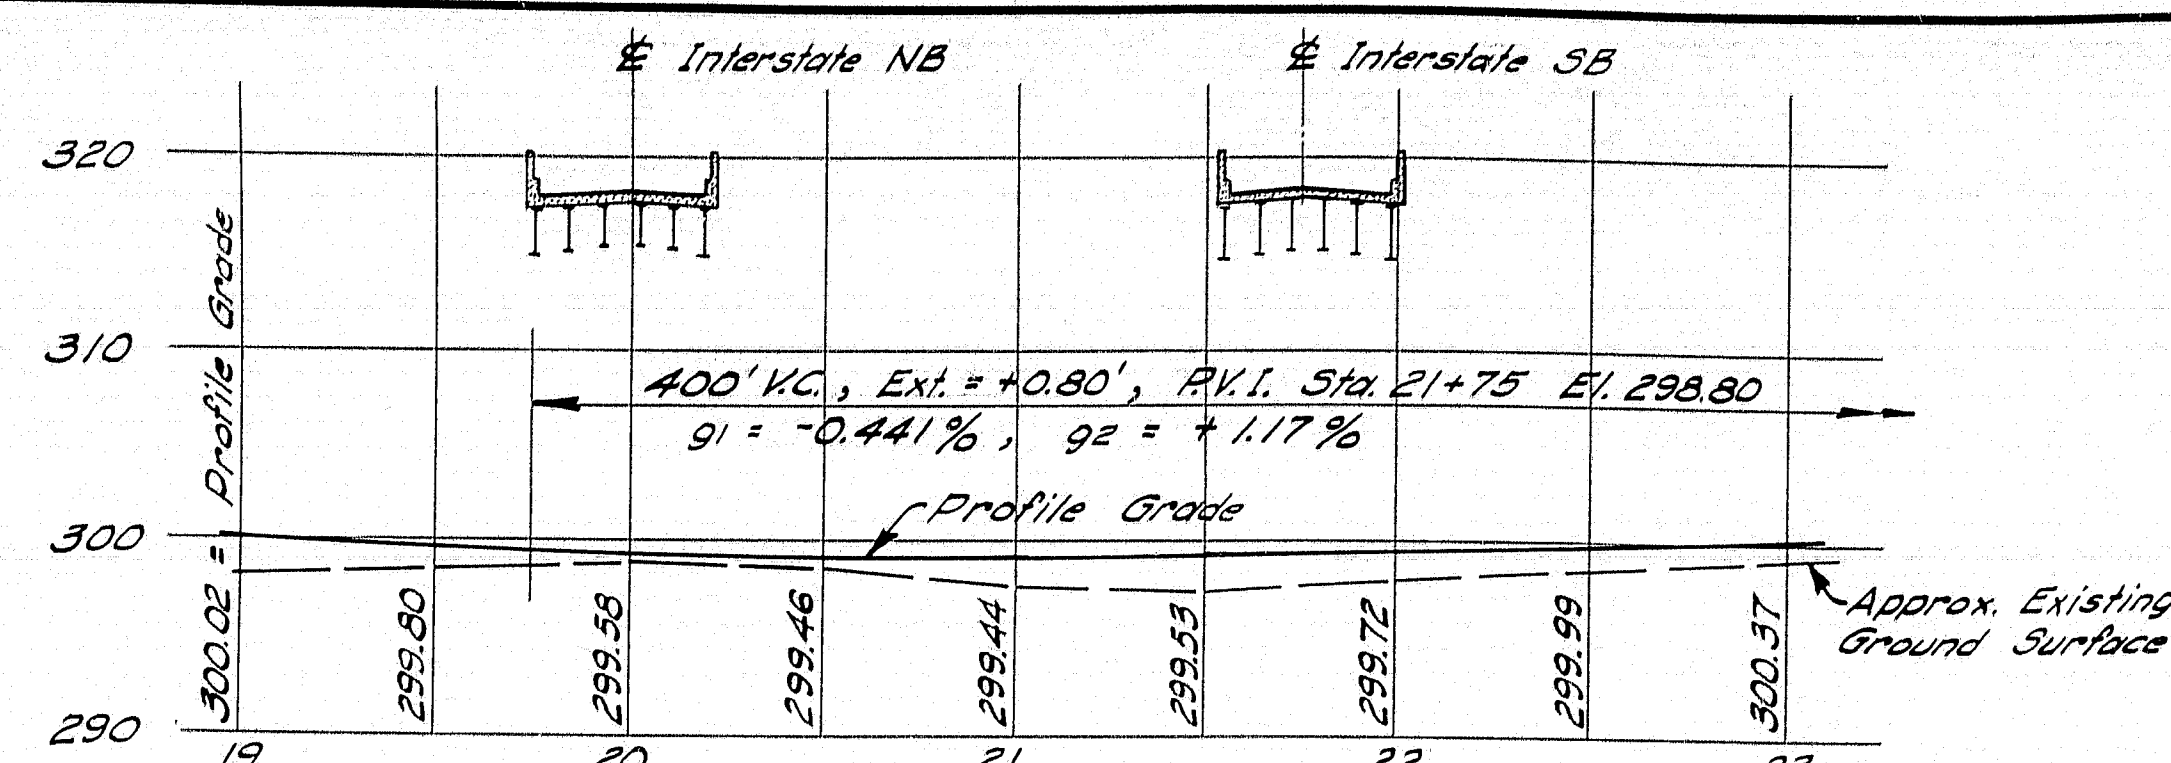 ℄ Interstate NB
℄ Interstate SB
320
310
300
290
Profile Grade
400' V.C., Ext. = +0.80', P.V.I. Sta. 21+75 El. 298.80
g1 = -0.441%, g2 = +1.17%
Profile Grade
300.02 =
299.80
299.58
299.46
299.44
299.53
299.72
299.99
300.37
Approx. Existing
Ground Surface
19
20
21
22
23